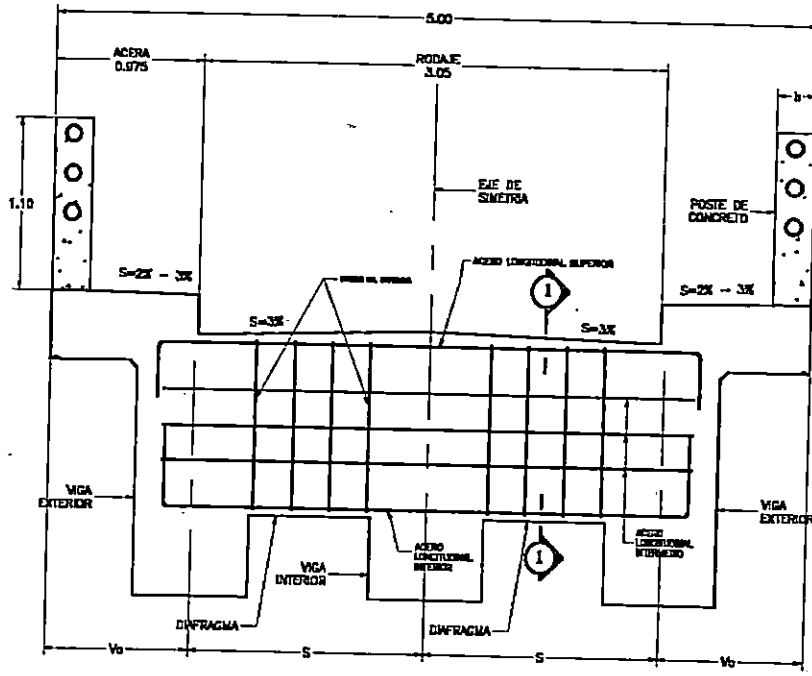 5.00
ACERA
0.975
RODAJE
3.05
b
1.10
EJE DE
SIMETRIA
POSTE DE
CONCRETO
S=2% - 3%
ACERO LONGITUDINAL SUPERIOR
1
S=2% - 3%
S=3%
S=3%
VIGA
EXTERIOR
VIGA
EXTERIOR
ACERO
LONGITUDINAL
INFERIOR
ACERO
LONGITUDINAL
INTERMEDIO
1
VIGA
INTERIOR
DIAFRAGMA
DIAFRAGMA
Vo
S
S
Vo